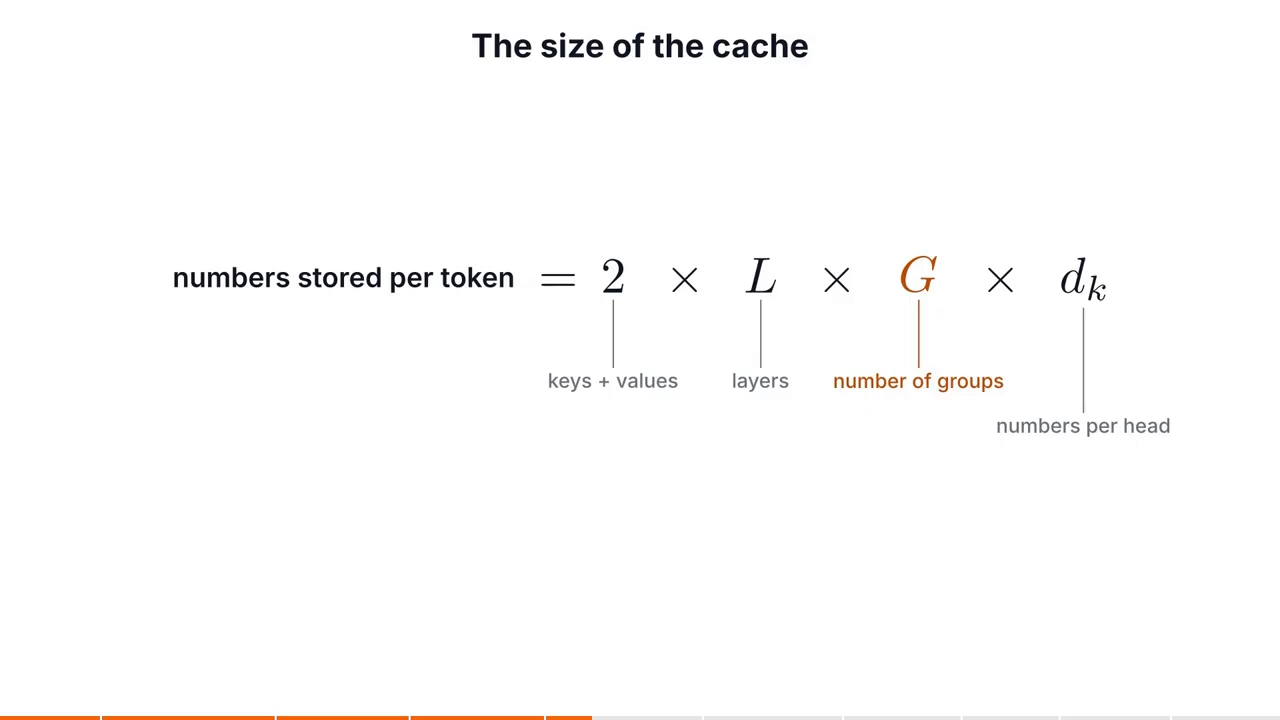 The size of the cache
numbers stored per token = 2 × L × G × d_k
keys + values layers number of groups
numbers per head